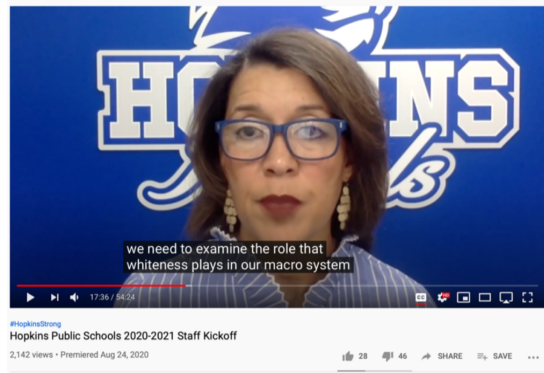 HOPKINS
we need to examine the role that
whiteness plays in our macro system
17:36 / 54:24
CC
#HopkinsStrong
Hopkins Public Schools 2020-2021 Staff Kickoff
2,142 views • Premiered Aug 24, 2020
28
46
SHARE
SAVE